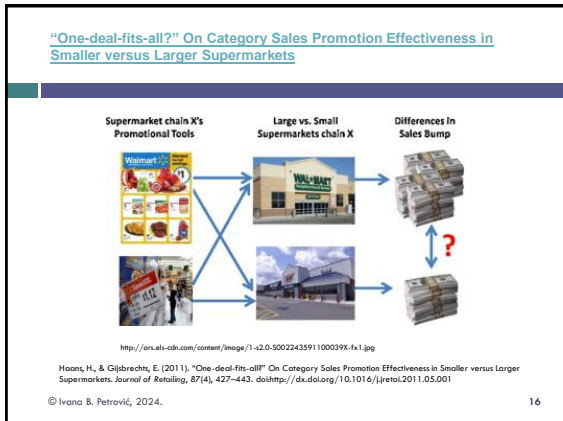 “One-deal-fits-all?” On Category Sales Promotion Effectiveness in
Smaller versus Larger Supermarkets
Supermarket chain X's
Promotional Tools
Large vs. Small
Supermarkets chain X
Differences in
Sales Bump
Walmart
$1
WAL★MART
1.12
?
http://ars.els-cdn.com/content/image/1-s2.0-S002243591100039X-fx1.jpg
Haans, H., & Gijsbrechts, E. (2011). “One-deal-fits-all?” On Category Sales Promotion Effectiveness in Smaller versus Larger
Supermarkets. Journal of Retailing, 87(4), 427–443. doi:http://dx.doi.org/10.1016/j.jretai.2011.05.001
© Ivana B. Petrović, 2024.
16